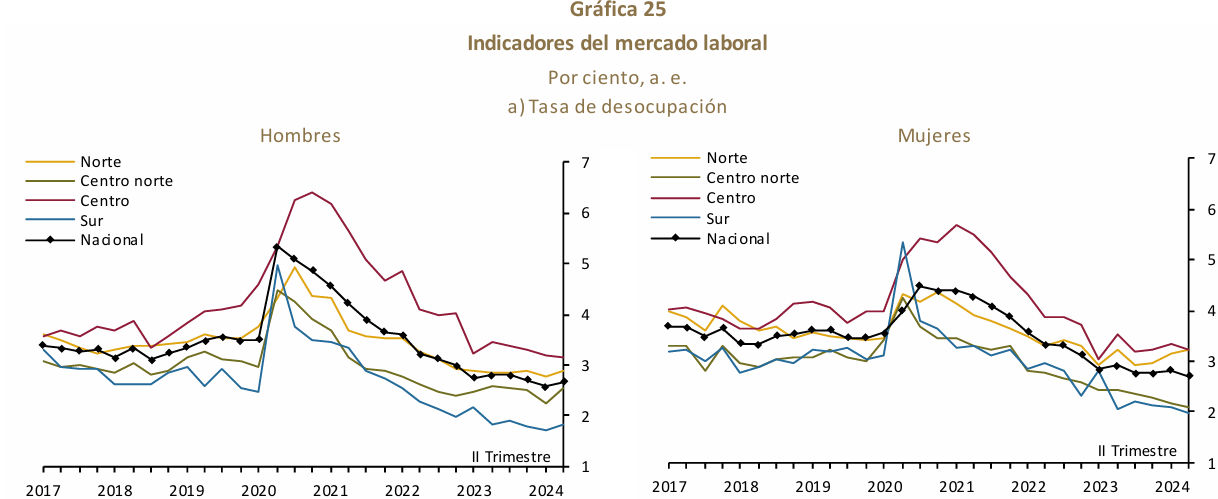 Gráfica 25
Indicadores del mercado laboral
Por ciento, a. e.
a) Tasa de desocupación
Hombres
Norte
Centro norte
Centro
Sur
Nacional
7
6
5
4
3
2
1
II Trimestre
2017 2018 2019 2020 2021 2022 2023 2024
Mujeres
Norte
Centro norte
Centro
Sur
Nacional
7
6
5
4
3
2
1
II Trimestre
2017 2018 2019 2020 2021 2022 2023 2024